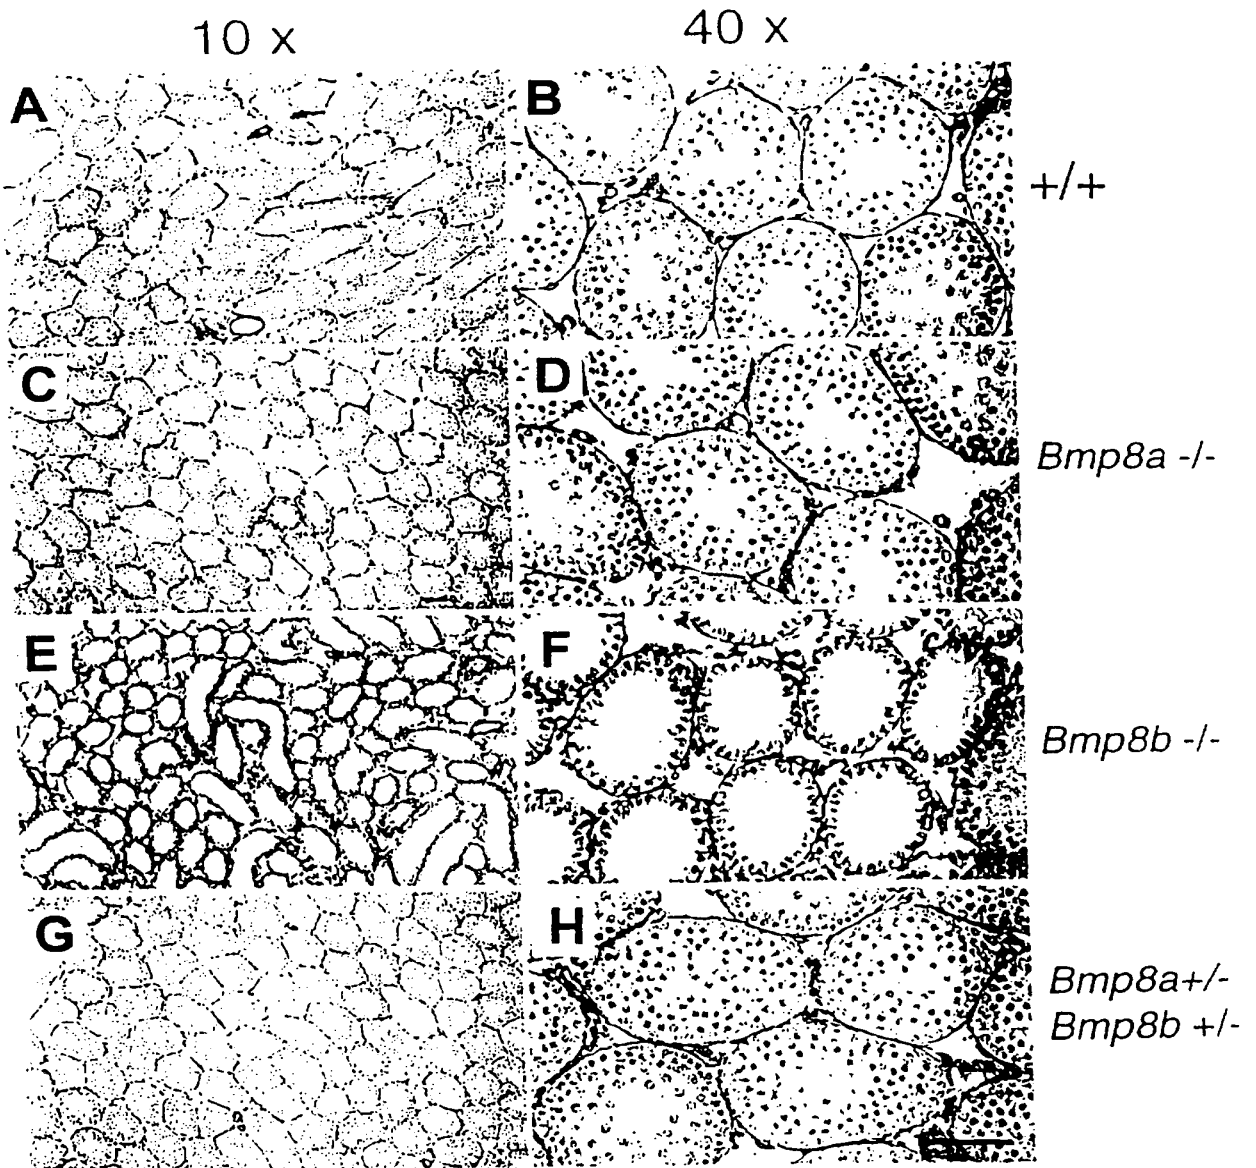 10 x
40 x
A
B
+/+
C
D
Bmp8a -/-
E
F
Bmp8b -/-
G
H
Bmp8a+/-
Bmp8b +/-